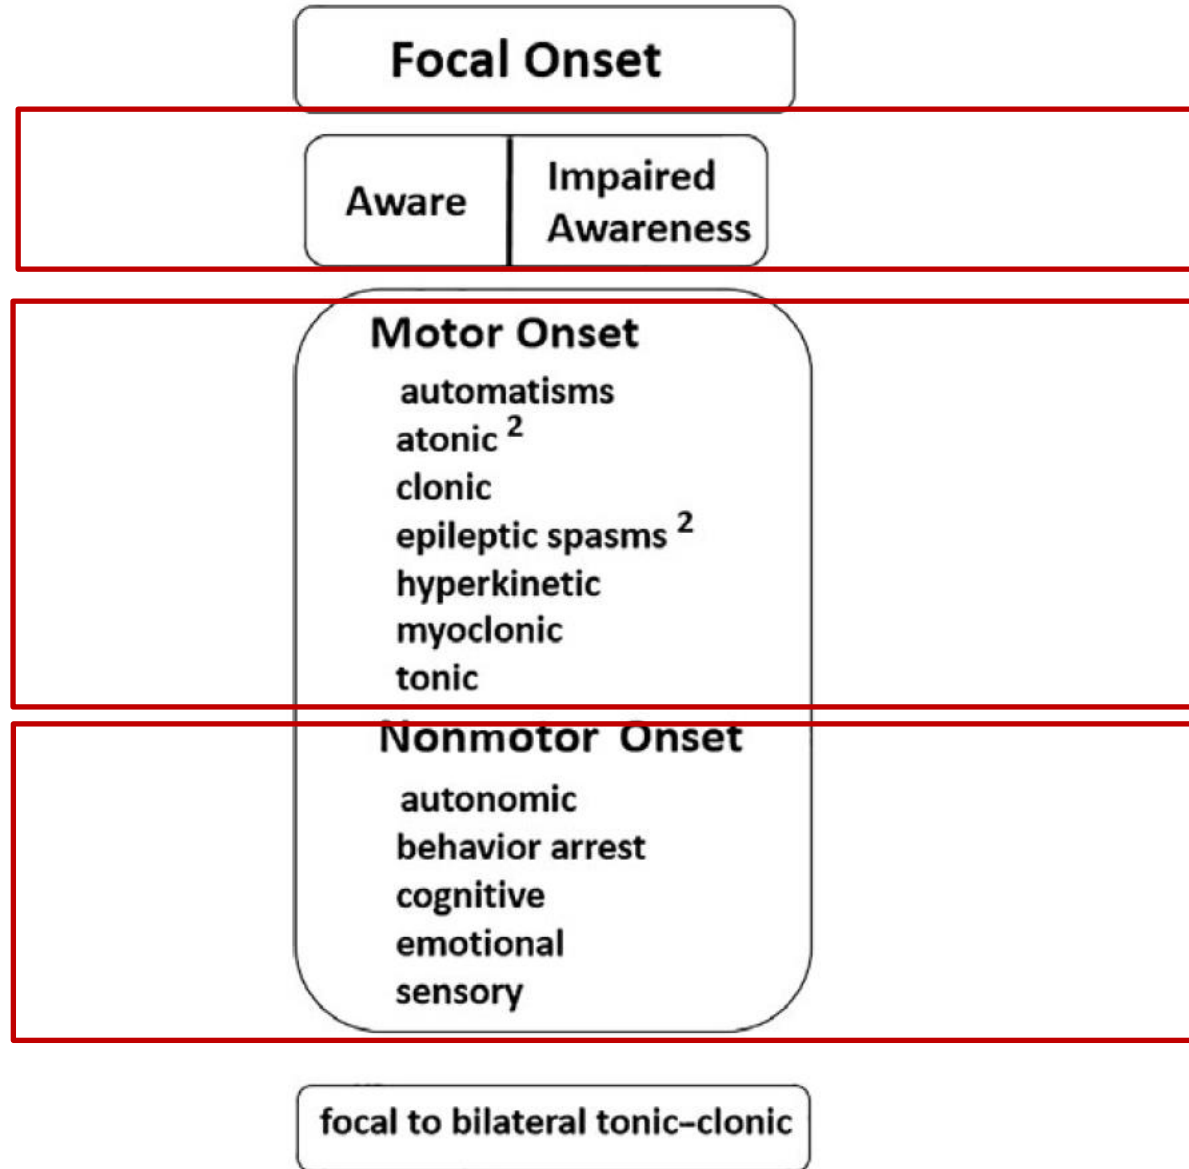 Focal Onset
Aware
Impaired
Awareness
Motor Onset
automatisms
atonic 2
clonic
epileptic spasms 2
hyperkinetic
myoclonic
tonic
Nonmotor Onset
autonomic
behavior arrest
cognitive
emotional
sensory
focal to bilateral tonic–clonic